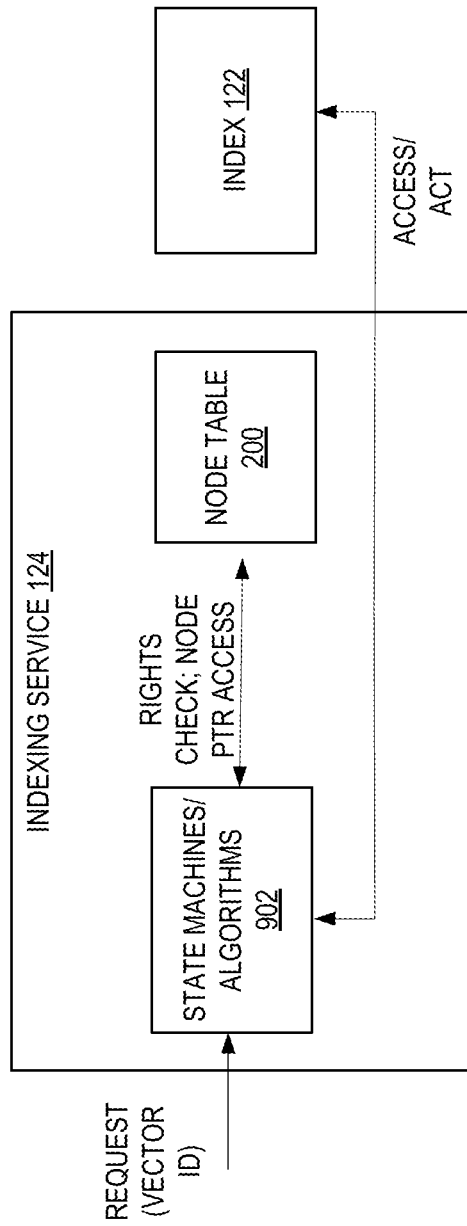 INDEXING SERVICE 124
REQUEST
(VECTOR
ID)
STATE MACHINES/
ALGORITHMS
902
RIGHTS
CHECK; NODE
PTR ACCESS
NODE TABLE
200
INDEX 122
ACCESS/
ACT